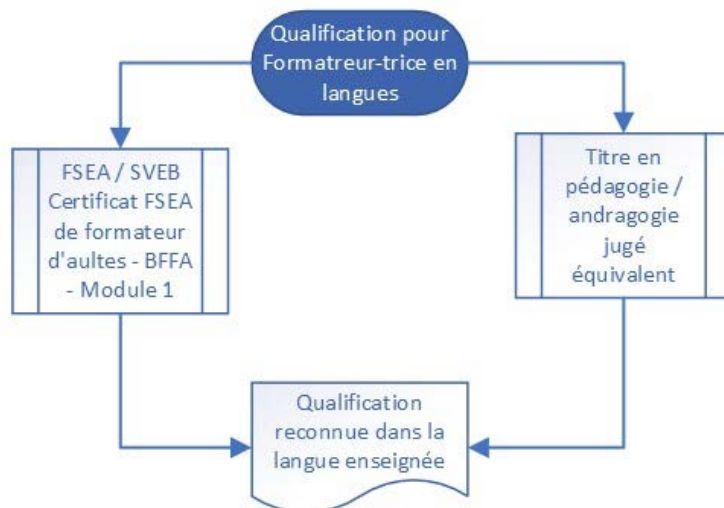 Qualification pour
Formatreur-trice en
langues
FSEA / SVEB
Certificat FSEA
de formateur
d'aultes - BFFA
- Module 1
Titre en
pédagogie /
andragogie
jugé
équivalent
Qualification
reconnue dans la
langue enseignée